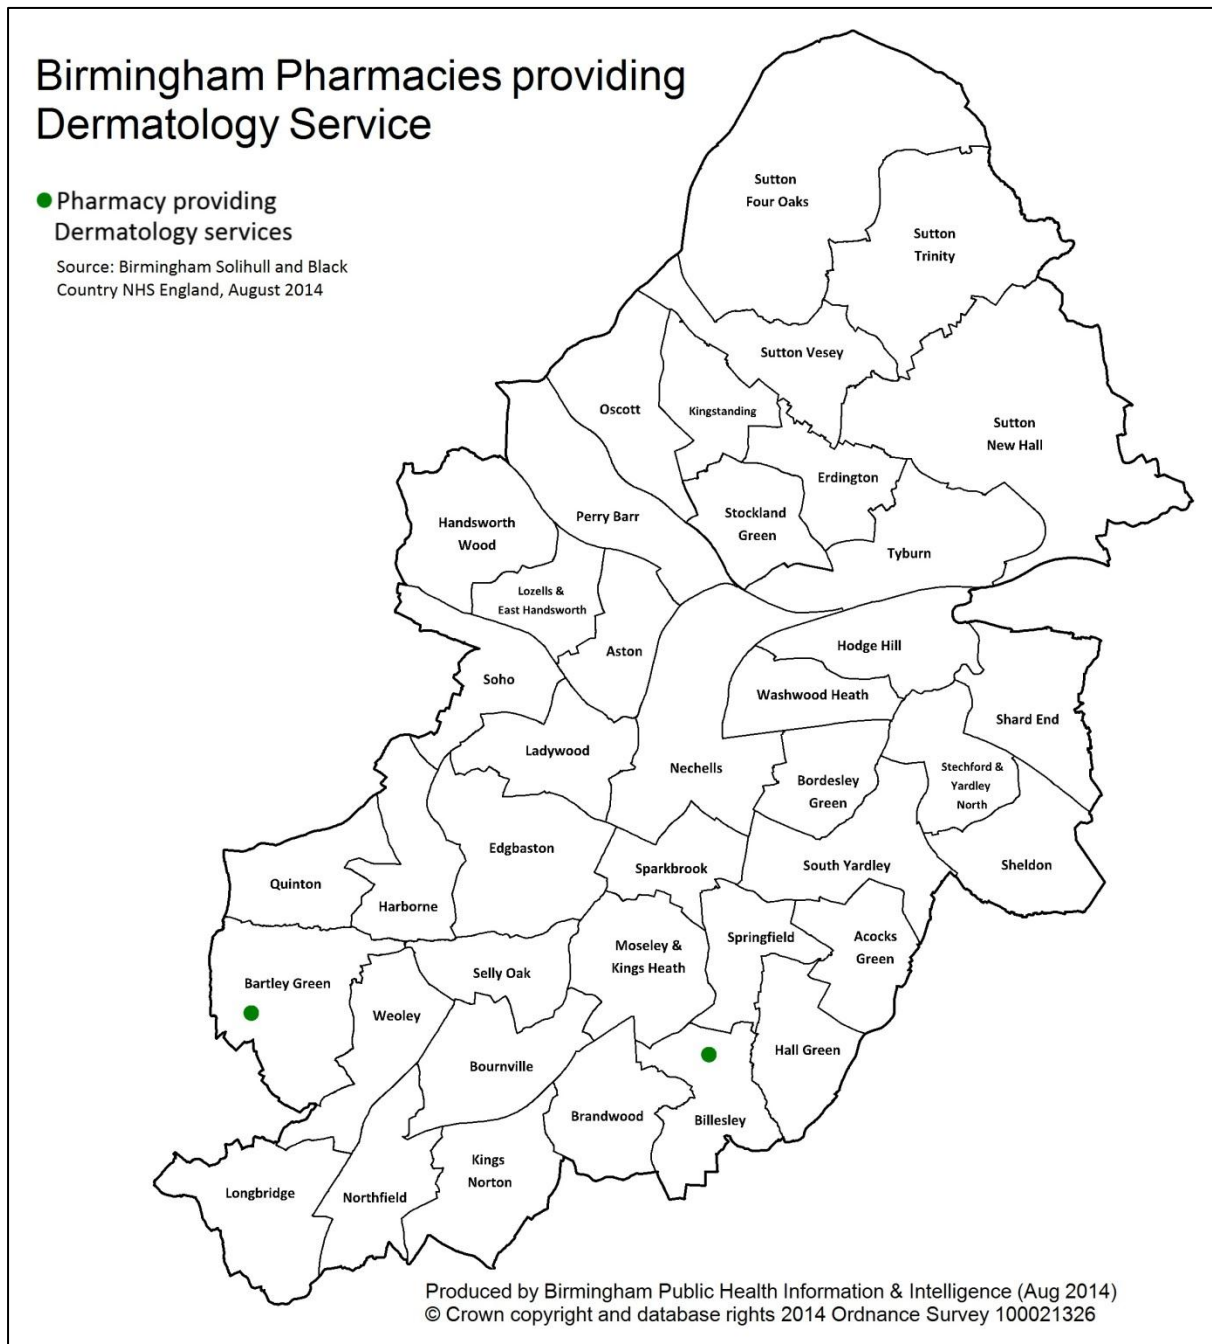 Birmingham Pharmacies providing
Dermatology Service
Pharmacy providing
Dermatology services
Source: Birmingham Solihull and Black
Country NHS England, August 2014
Sutton
Four Oaks
Sutton
Trinity
Sutton Vesey
Oscott
Kingstanding
Sutton
New Hall
Erdington
Stockland
Green
Perry Barr
Handsworth
Wood
Tyburn
Lozells &
East Handsworth
Aston
Hodge Hill
Soho
Washwood Heath
Shard End
Ladywood
Nechells
Bordesley
Green
Stechford &
Yardley
North
Edgbaston
Sparkbrook
South Yardley
Sheldon
Quinton
Harborne
Moseley &
Kings Heath
Springfield
Acocks
Green
Selly Oak
Bartley Green
Weoley
Hall Green
Bournville
Brandwood
Billesley
Kings
Norton
Longbridge
Northfield
Produced by Birmingham Public Health Information & Intelligence (Aug 2014)
© Crown copyright and database rights 2014 Ordnance Survey 100021326